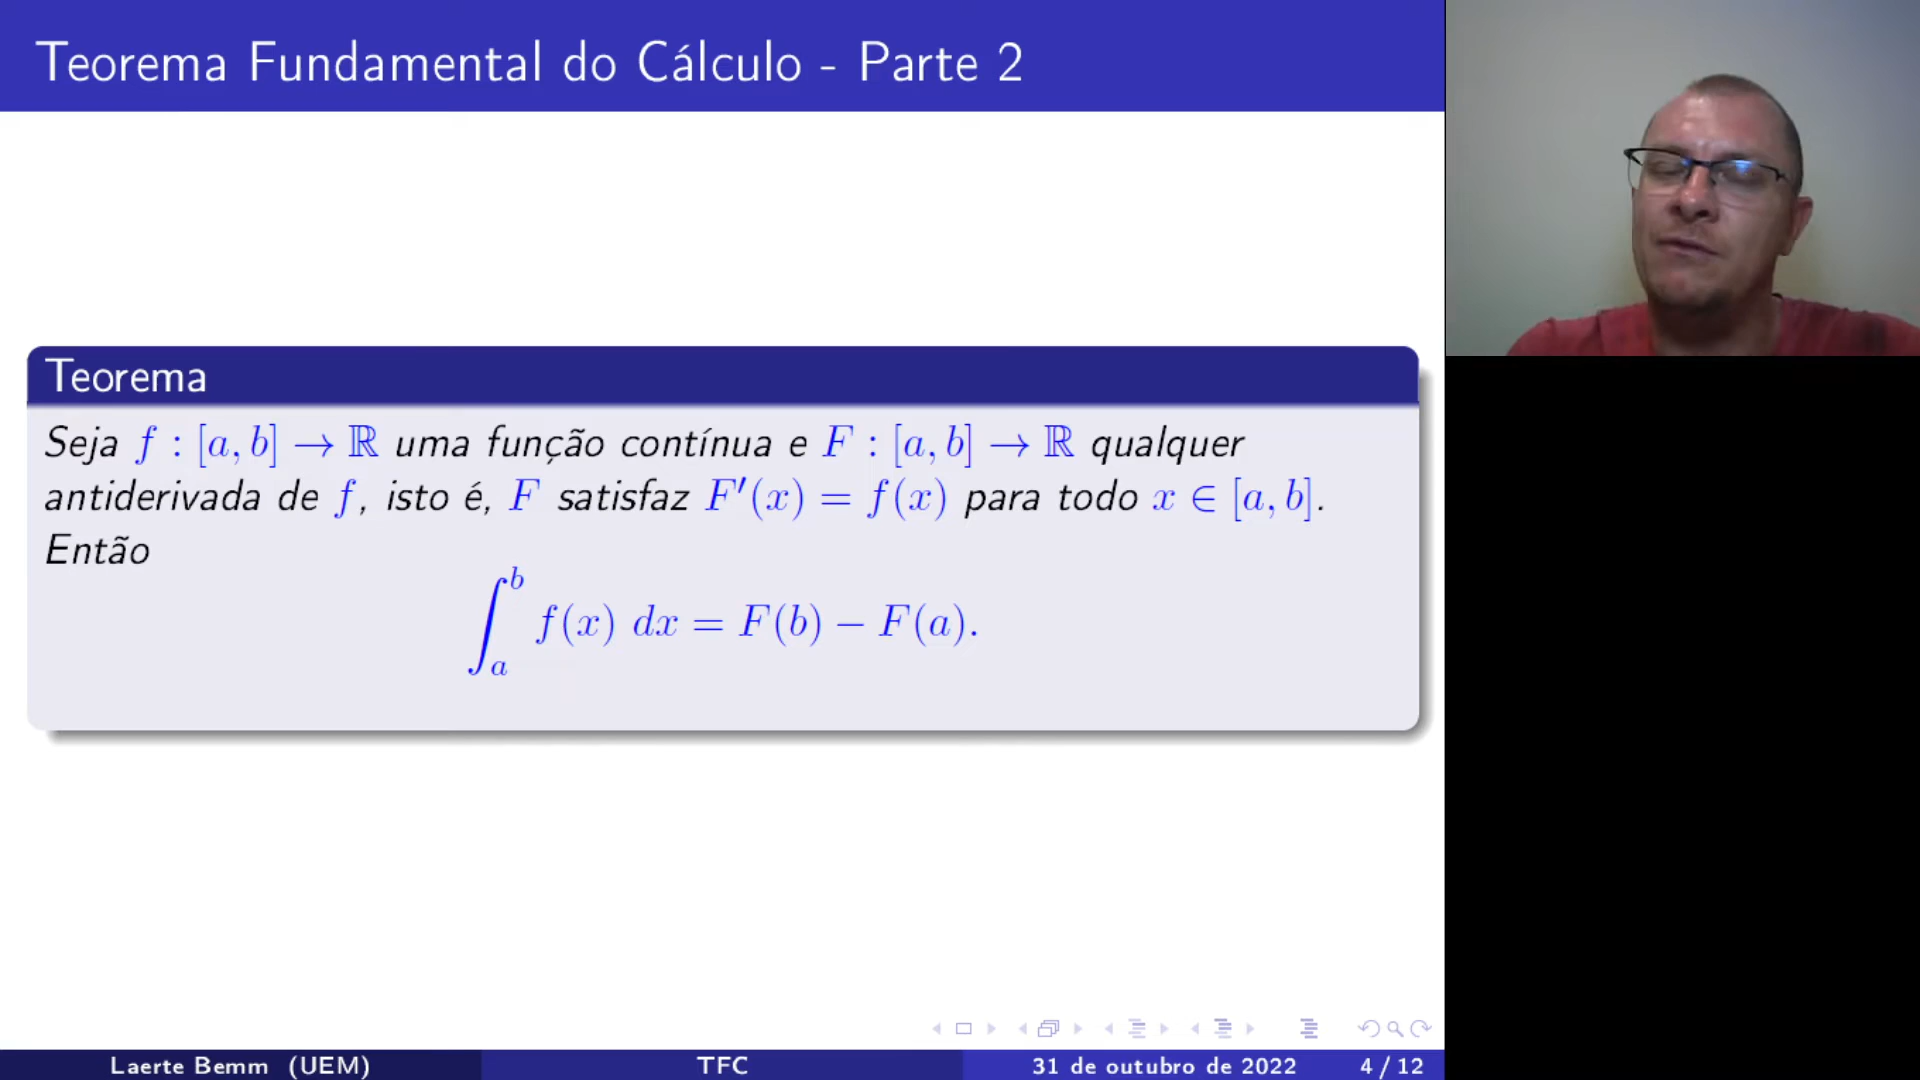 Teorema Fundamental do Cálculo - Parte 2
Teorema
Seja f : [a, b] → ℝ uma função contínua e F : [a, b] → ℝ qualquer
antiderivada de f, isto é, F satisfaz F′(x) = f(x) para todo x ∈ [a, b].
Então
∫_a^b f(x) dx = F(b) − F(a).
Laerte Bemm (UEM) TFC 31 de outubro de 2022 4 / 12